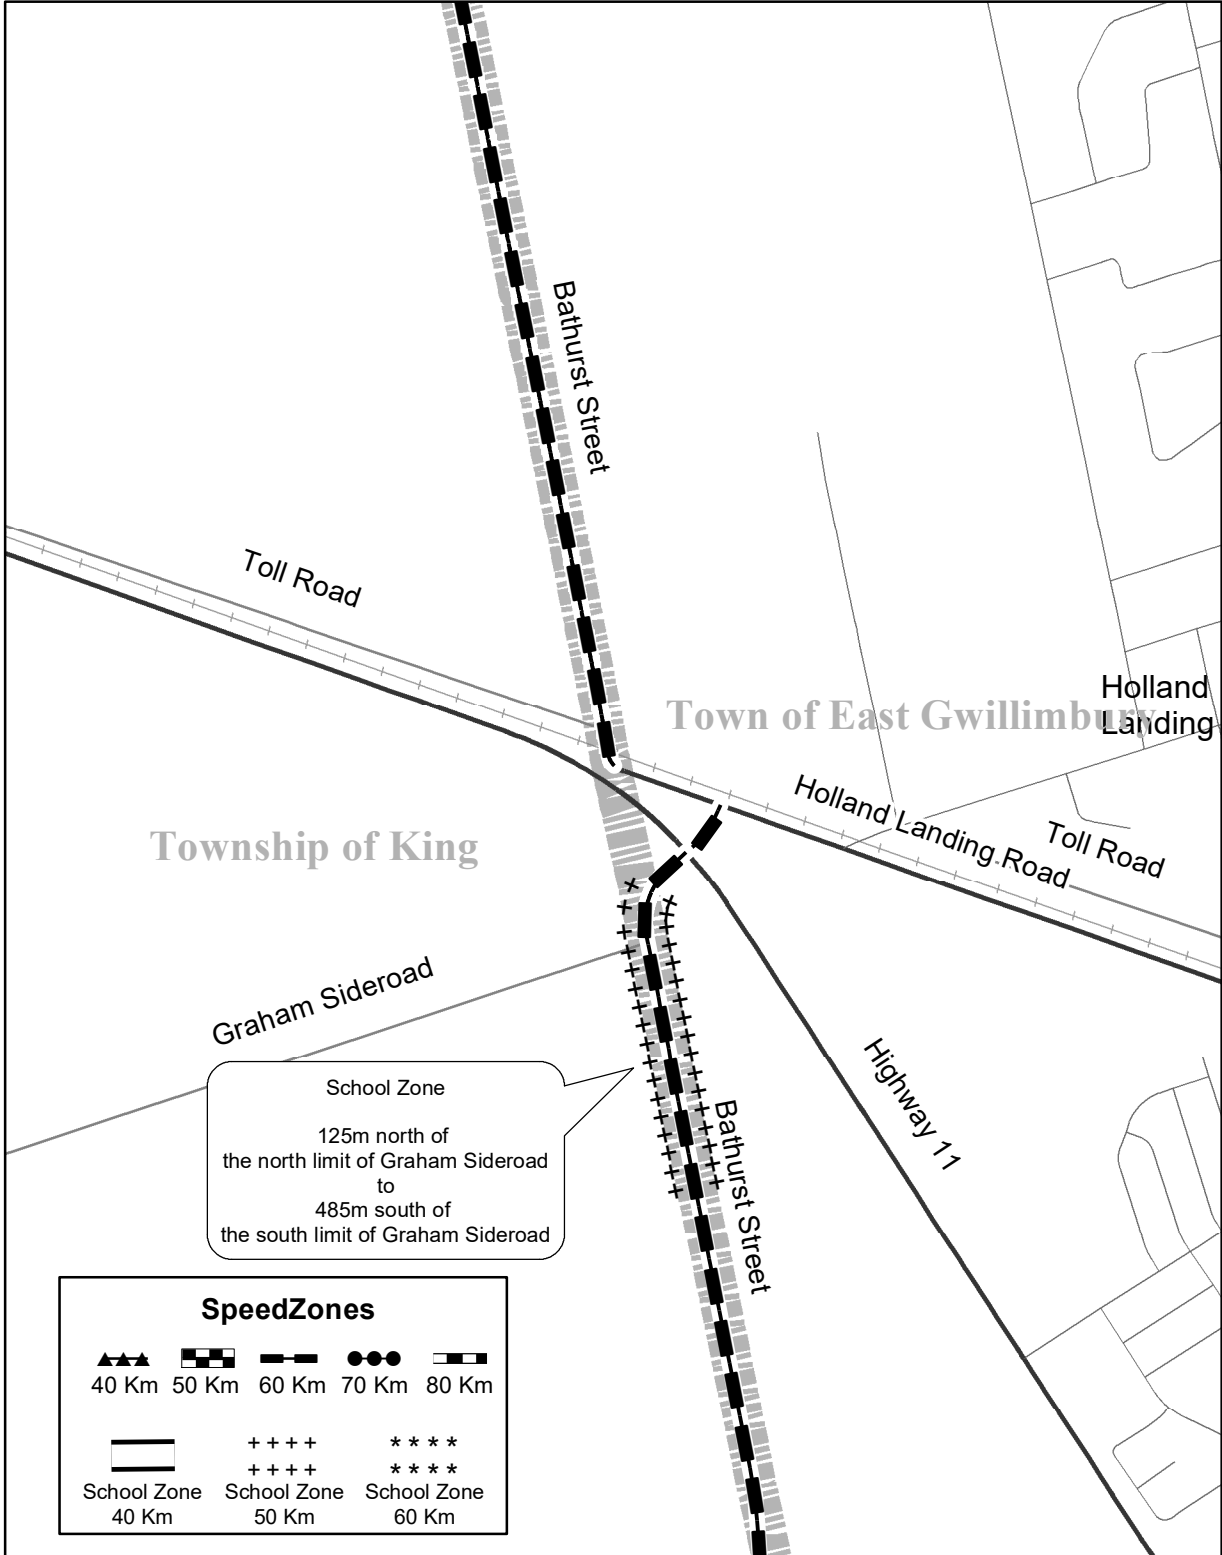 Bathurst Street
Toll Road
Holland
Landing
Town of East Gwillimbury
Holland Landing Road
Toll Road
Township of King
Graham Sideroad
Highway 11
School Zone
125m north of
the north limit of Graham Sideroad
to
485m south of
the south limit of Graham Sideroad
Bathurst Street
SpeedZones
40 Km 50 Km 60 Km 70 Km 80 Km
School Zone School Zone School Zone
40 Km 50 Km 60 Km